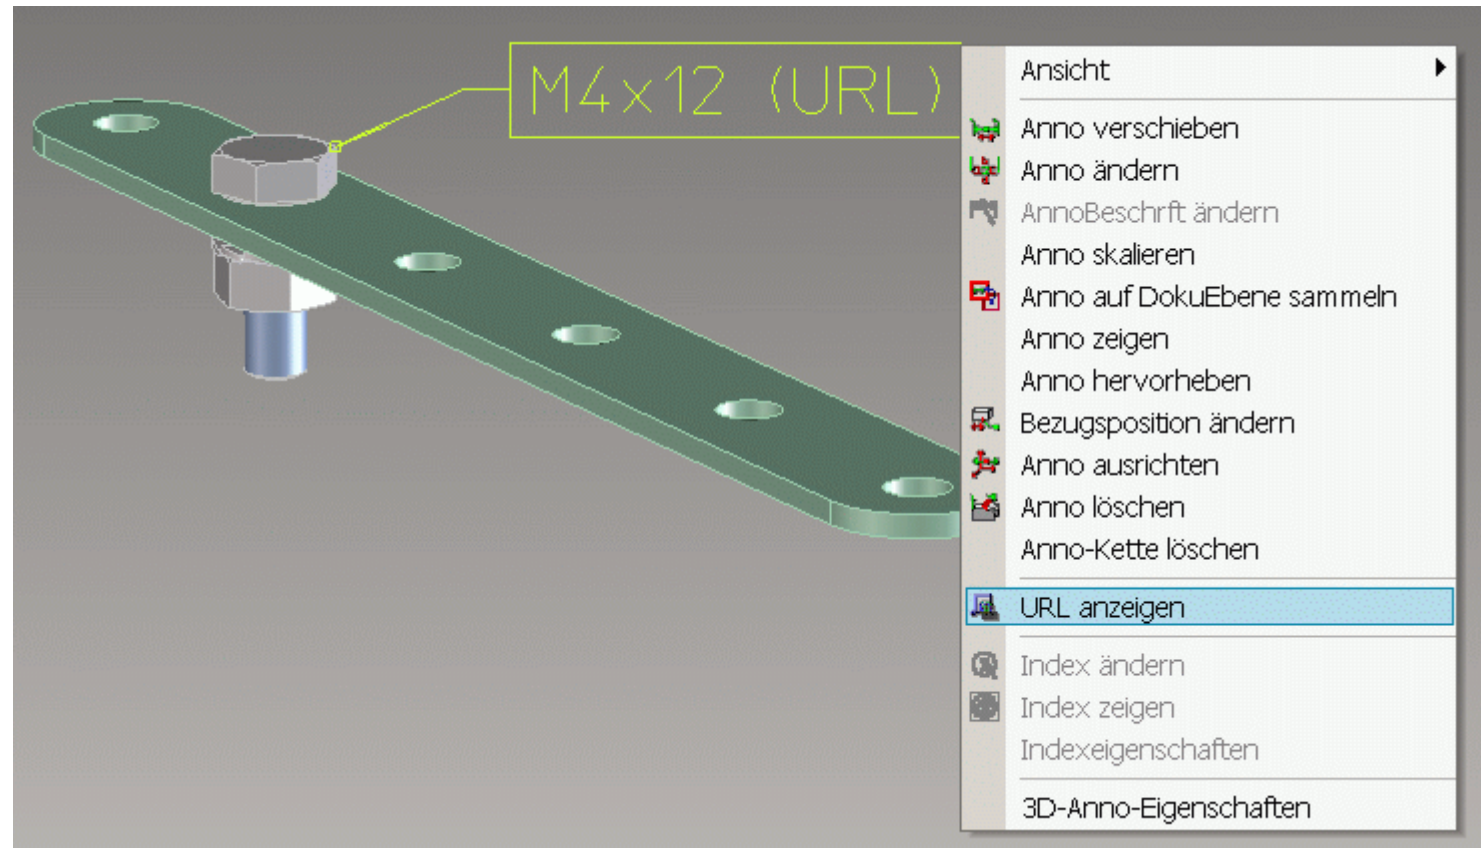 M4x12 (URL)
Ansicht
Anno verschieben
Anno ändern
AnnoBeschrft ändern
Anno skalieren
Anno auf DokuEbene sammeln
Anno zeigen
Anno hervorheben
Bezugsposition ändern
Anno ausrichten
Anno löschen
Anno-Kette löschen
URL anzeigen
Index ändern
Index zeigen
Indexeigenschaften
3D-Anno-Eigenschaften